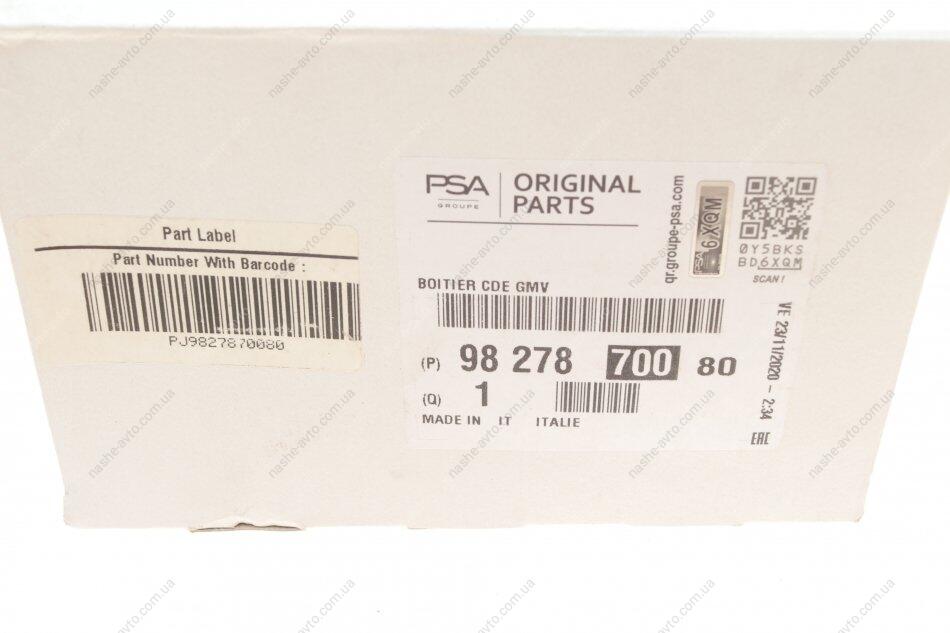 Part Label
Part Number With Barcode :
PJ9827870080
PSA
GROUPE
ORIGINAL
PARTS
qr.groupe-psa.com
PSA
6XQM
0Y5BKS
BD6XQM
SCAN!
BOITIER CDE GMV
(P) 98 278 700 80
(Q) 1
MADE IN IT ITALIE
VE 23/11/2020 - 2:34
EAC
nashe-avto.com.ua